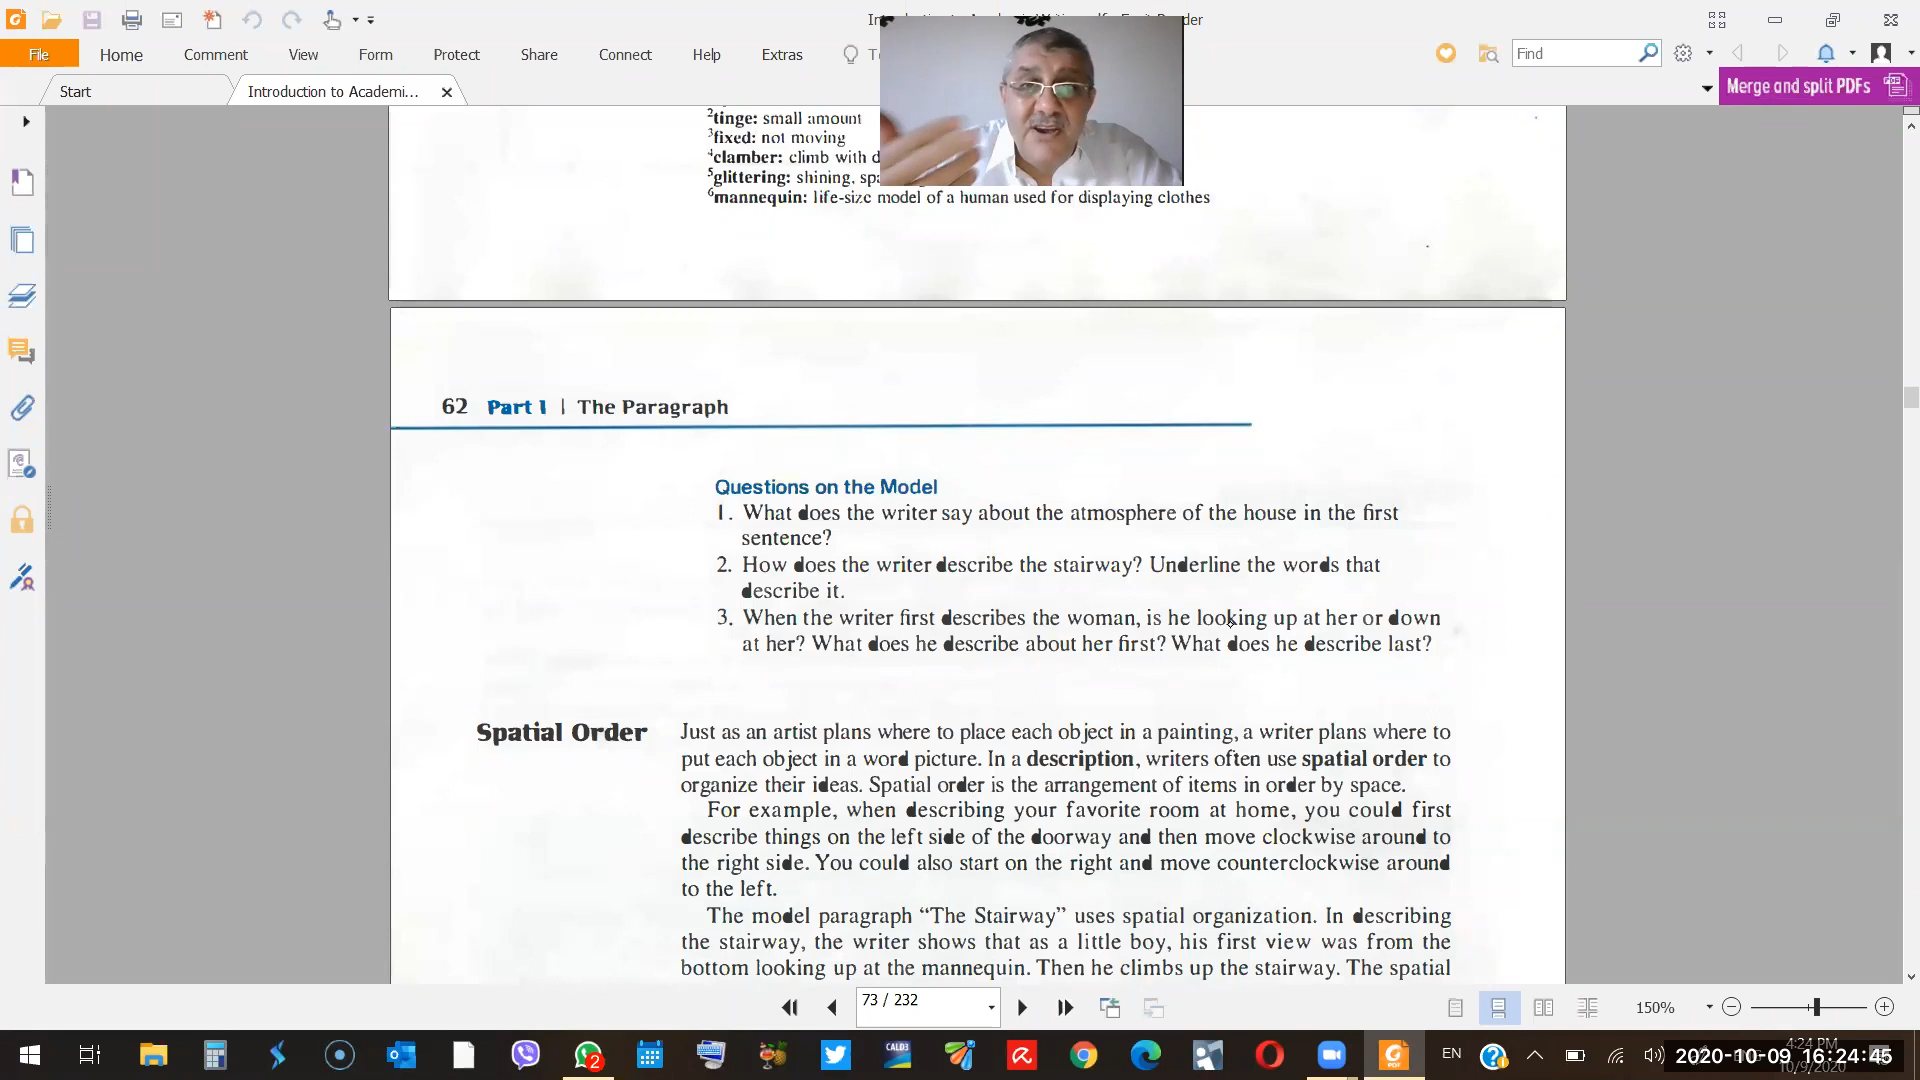 File
Home
Comment
View
Form
Protect
Share
Connect
Help
Extras
Find
Start
Introduction to Academi...
Merge and split PDFs
2tinge: small amount
3fixed: not moving
4clamber: climb with
5glittering: shining,
6mannequin: life-size model of a human used for displaying clothes
62 Part 1 | The Paragraph
Questions on the Model
1. What does the writer say about the atmosphere of the house in the first
sentence?
2. How does the writer describe the stairway? Underline the words that
describe it.
3. When the writer first describes the woman, is he looking up at her or down
at her? What does he describe about her first? What does he describe last?
Spatial Order
Just as an artist plans where to place each object in a painting, a writer plans where to
put each object in a word picture. In a description, writers often use spatial order to
organize their ideas. Spatial order is the arrangement of items in order by space.
For example, when describing your favorite room at home, you could first
describe things on the left side of the doorway and then move clockwise around to
the right side. You could also start on the right and move counterclockwise around
to the left.
The model paragraph “The Stairway” uses spatial organization. In describing
the stairway, the writer shows that as a little boy, his first view was from the
bottom looking up at the mannequin. Then he climbs up the stairway. The spatial
73 / 232
150%
CALD3
2
EN
4:24 PM
10/9/2020
2020-10-09 16:24:45